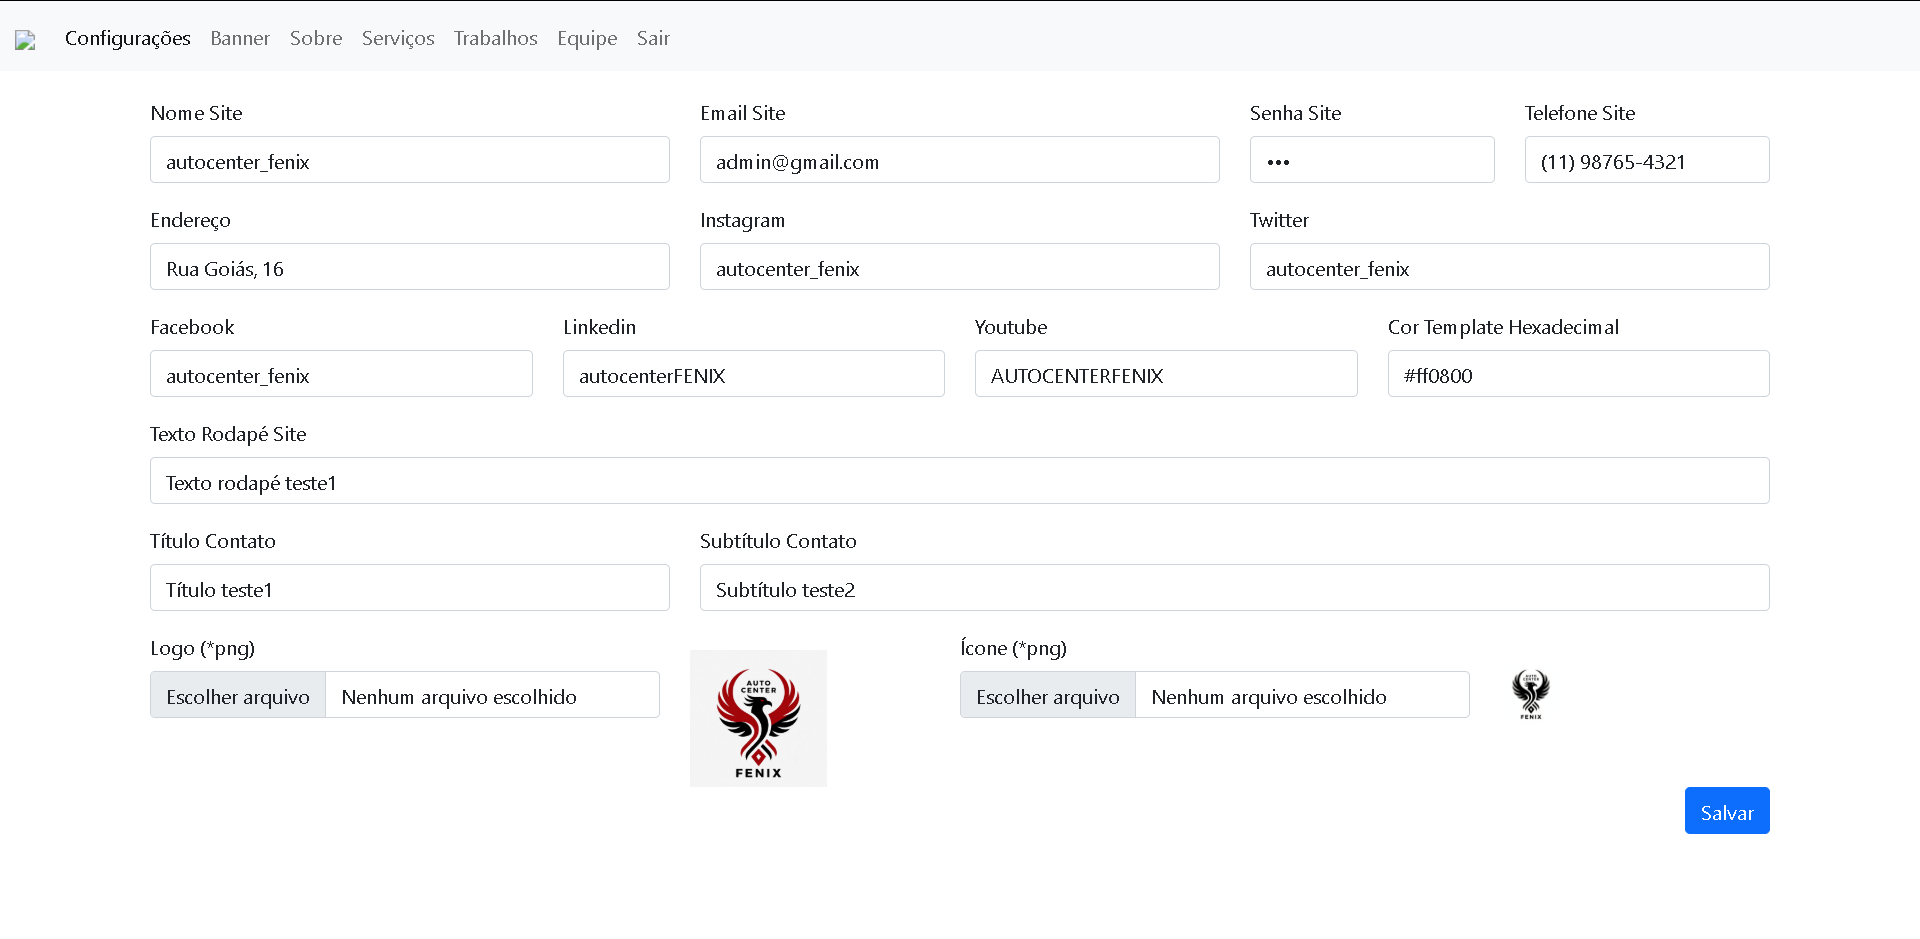 Configurações Banner Sobre Serviços Trabalhos Equipe Sair
Nome Site Email Site Senha Site Telefone Site
autocenter_fenix admin@gmail.com ••• (11) 98765-4321
Endereço Instagram Twitter
Rua Goiás, 16 autocenter_fenix autocenter_fenix
Facebook Linkedin Youtube Cor Template Hexadecimal
autocenter_fenix autocenterFENIX AUTOCENTERFENIX #ff0800
Texto Rodapé Site
Texto rodapé teste1
Título Contato Subtítulo Contato
Título teste1 Subtítulo teste2
Logo (*png) Ícone (*png)
Escolher arquivo Nenhum arquivo escolhido Escolher arquivo Nenhum arquivo escolhido
AUTO
CENTER
FENIX
AUTO
CENTER
FENIX
Salvar